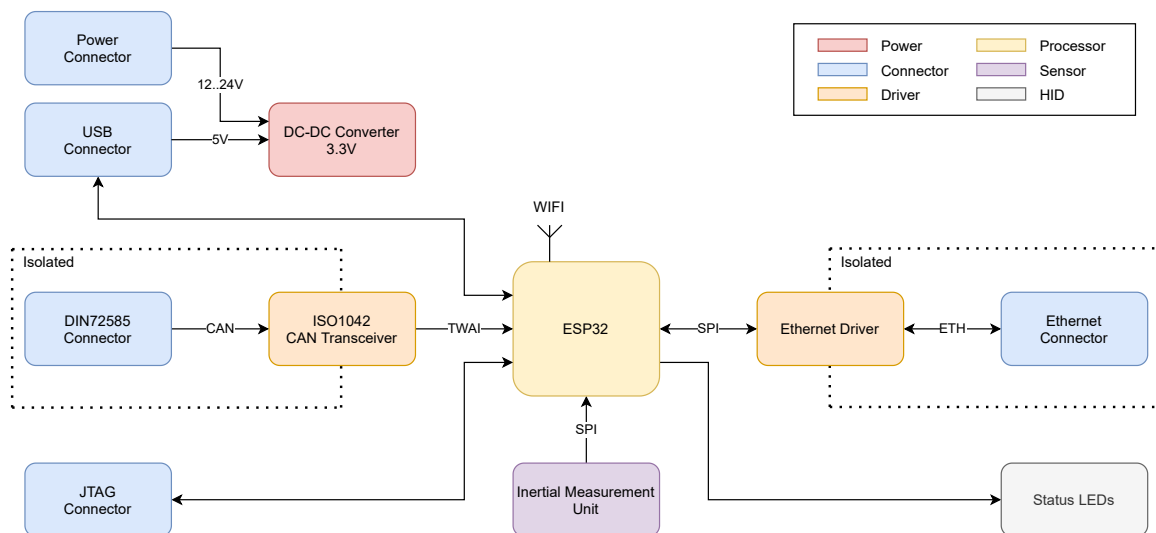 Power
Connector
12..24V
USB
Connector
5V
DC-DC Converter
3.3V
Power
Connector
Driver
Processor
Sensor
HID
WIFI
Isolated
DIN72585
Connector
CAN
ISO1042
CAN Transceiver
TWAI
ESP32
SPI
Isolated
Ethernet Driver
ETH
Ethernet
Connector
SPI
JTAG
Connector
Inertial Measurement
Unit
Status LEDs